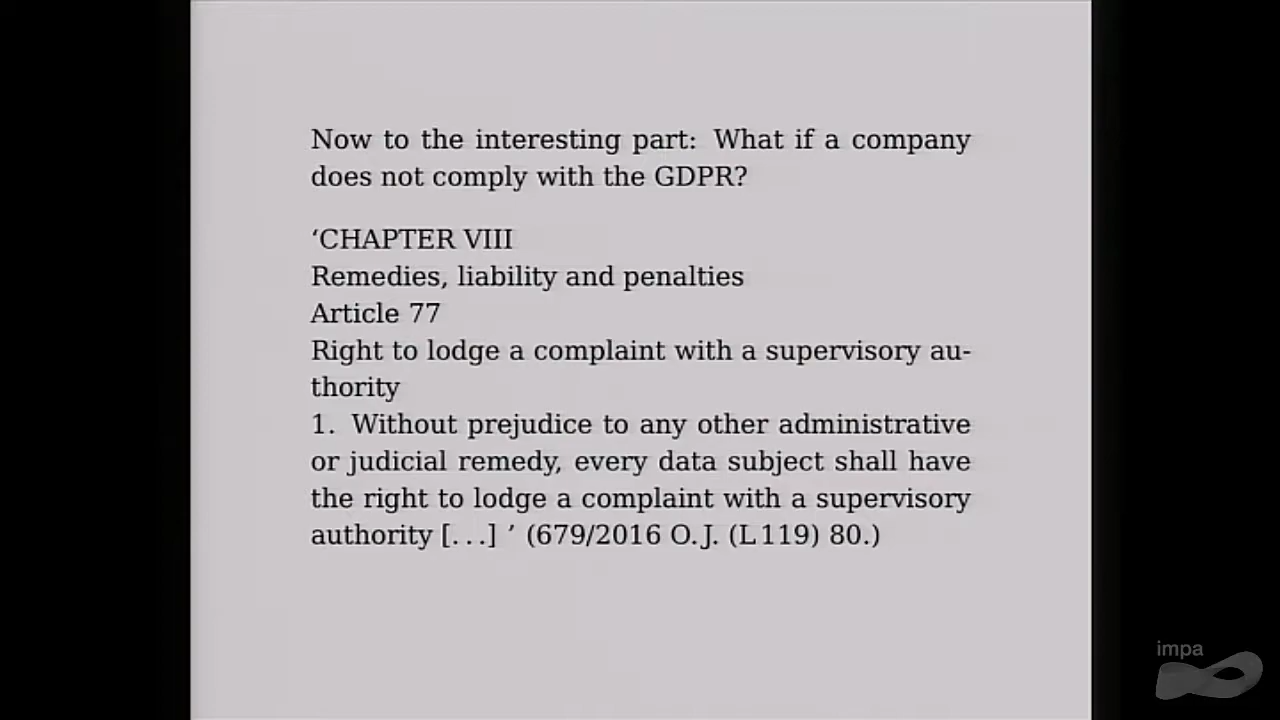 Now to the interesting part: What if a company
does not comply with the GDPR?
‘CHAPTER VIII
Remedies, liability and penalties
Article 77
Right to lodge a complaint with a supervisory au-
thority
1. Without prejudice to any other administrative
or judicial remedy, every data subject shall have
the right to lodge a complaint with a supervisory
authority [...] ’ (679/2016 O.J. (L 119) 80.)
impa